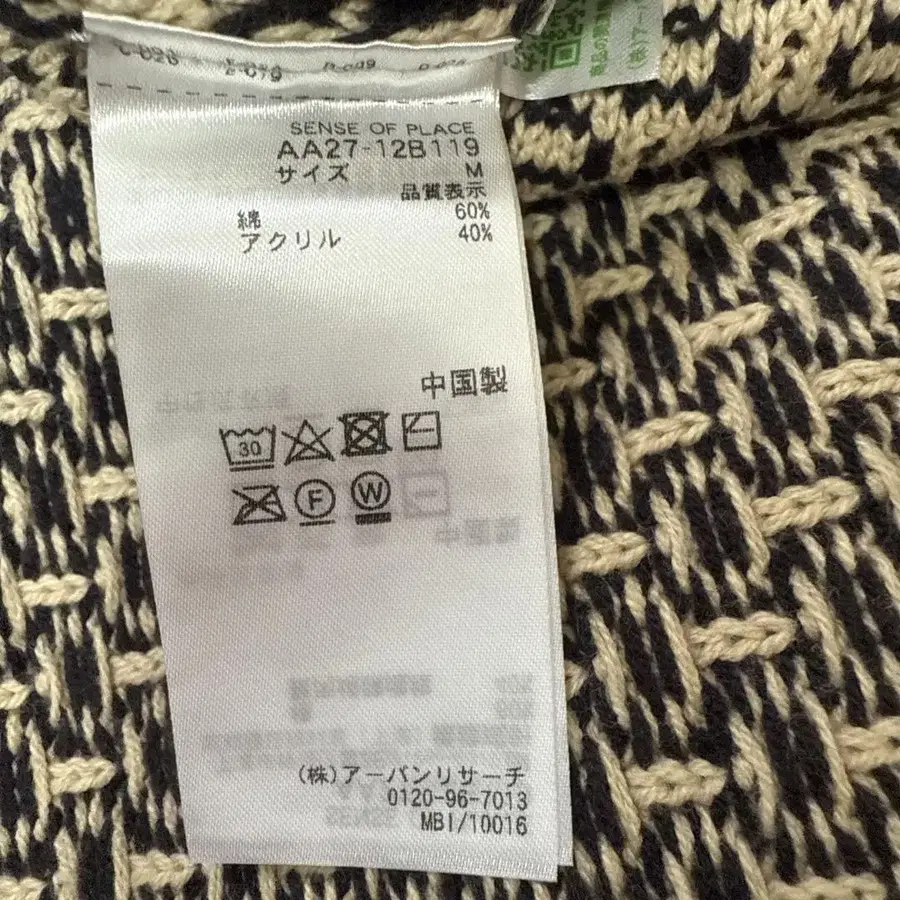 SENSE OF PLACE
AA27-12B119
サイズ M
品質表示
綿 60%
アクリル 40%
中国製
30
F W
(株)アーバンリサーチ
0120-96-7013
MBI/10016